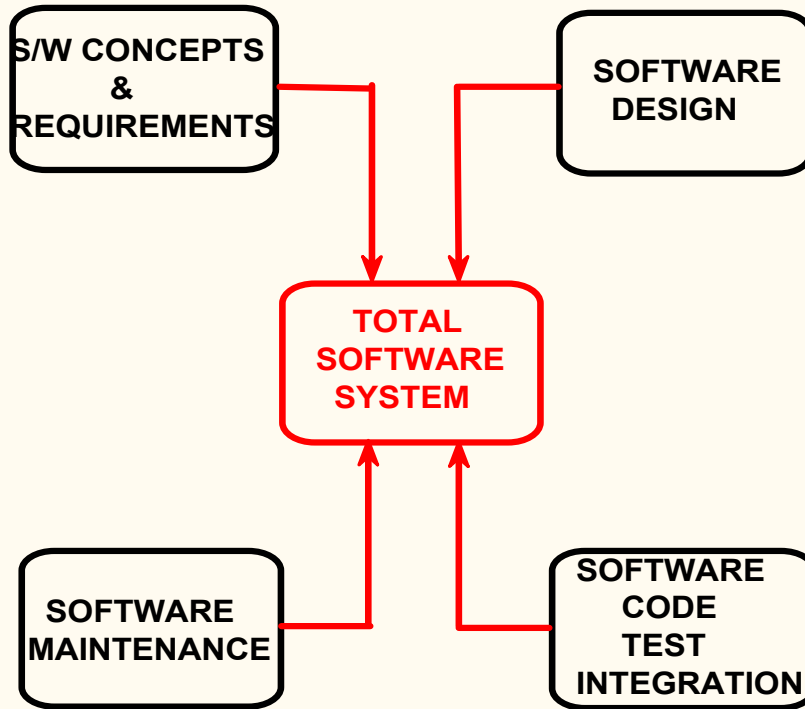 S/W CONCEPTS
&
REQUIREMENTS
SOFTWARE
DESIGN
TOTAL
SOFTWARE
SYSTEM
SOFTWARE
MAINTENANCE
SOFTWARE
CODE
TEST
INTEGRATION